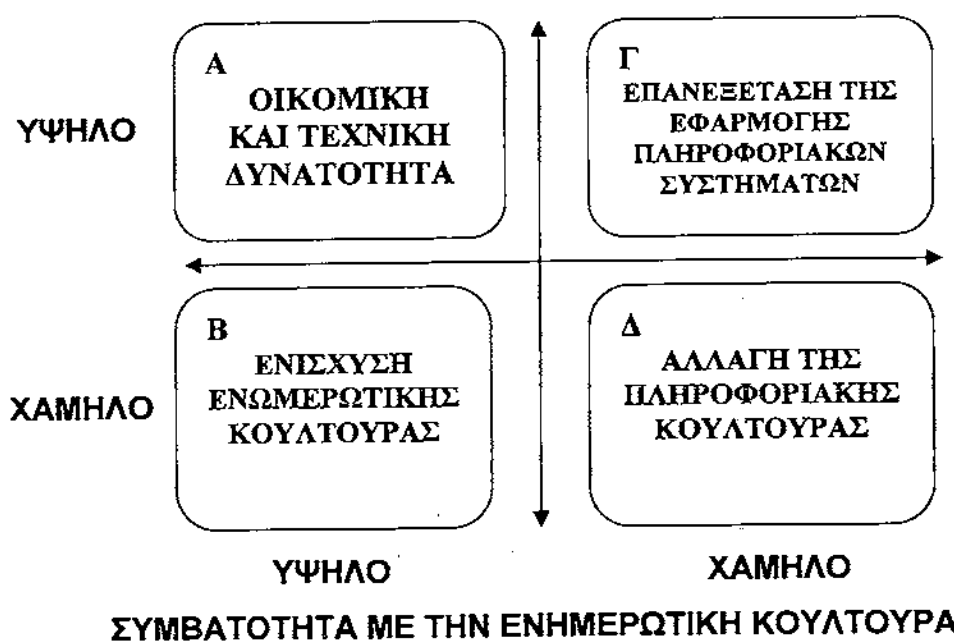 Α
ΟΙΚΟΜΙΚΗ
ΚΑΙ ΤΕΧΝΙΚΗ
ΔΥΝΑΤΟΤΗΤΑ
Γ
ΕΠΑΝΕΞΕΤΑΣΗ ΤΗΣ
ΕΦΑΡΜΟΓΗΣ
ΠΛΗΡΟΦΟΡΙΑΚΩΝ
ΣΥΣΤΗΜΑΤΩΝ
ΥΨΗΛΟ
Β
ΕΝΙΣΧΥΣΗ
ΕΝΩΜΕΡΩΤΙΚΗΣ
ΚΟΥΛΤΟΥΡΑΣ
Δ
ΑΛΛΑΓΗ ΤΗΣ
ΠΛΗΡΟΦΟΡΙΑΚΗΣ
ΚΟΥΛΤΟΥΡΑΣ
ΧΑΜΗΛΟ
ΥΨΗΛΟ
ΧΑΜΗΛΟ
ΣΥΜΒΑΤΟΤΗΤΑ ΜΕ ΤΗΝ ΕΝΗΜΕΡΩΤΙΚΗ ΚΟΥΛΤΟΥΡΑ